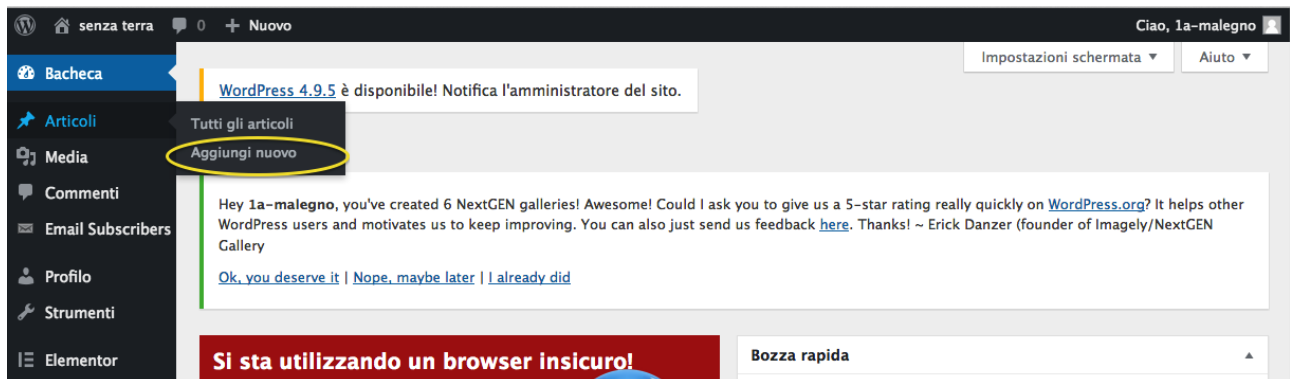 senza terra 0 + Nuovo Ciao, 1a-malegno
Impostazioni schermata ▼ Aiuto ▼
Bacheca
WordPress 4.9.5 è disponibile! Notifica l'amministratore del sito.
Articoli
Tutti gli articoli
Aggiungi nuovo
Media
Commenti
Email Subscribers
Profilo
Strumenti
Elementor
Hey 1a-malegno, you've created 6 NextGEN galleries! Awesome! Could I ask you to give us a 5-star rating really quickly on WordPress.org? It helps other
WordPress users and motivates us to keep improving. You can also just send us feedback here. Thanks! ~ Erick Danzer (founder of Imagely/NextGEN
Gallery
Ok, you deserve it | Nope, maybe later | I already did
Si sta utilizzando un browser insicuro!
Bozza rapida